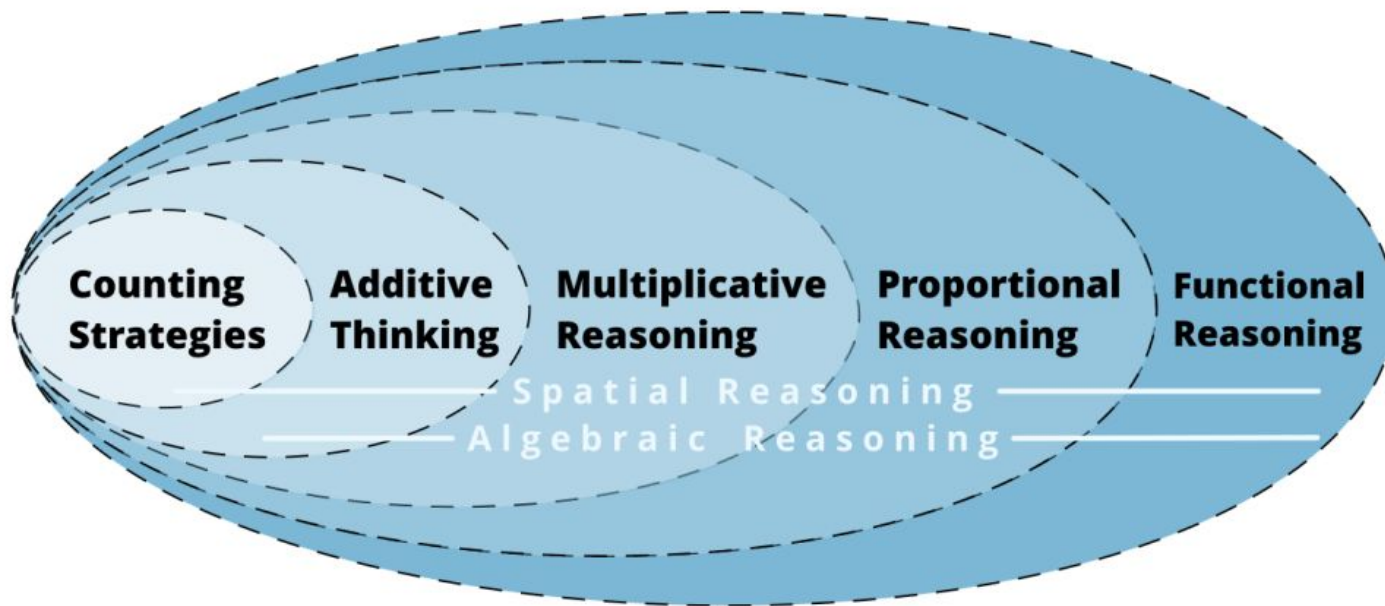 Counting
Strategies
Additive
Thinking
Multiplicative
Reasoning
Proportional
Reasoning
Functional
Reasoning
Spatial Reasoning
Algebraic Reasoning